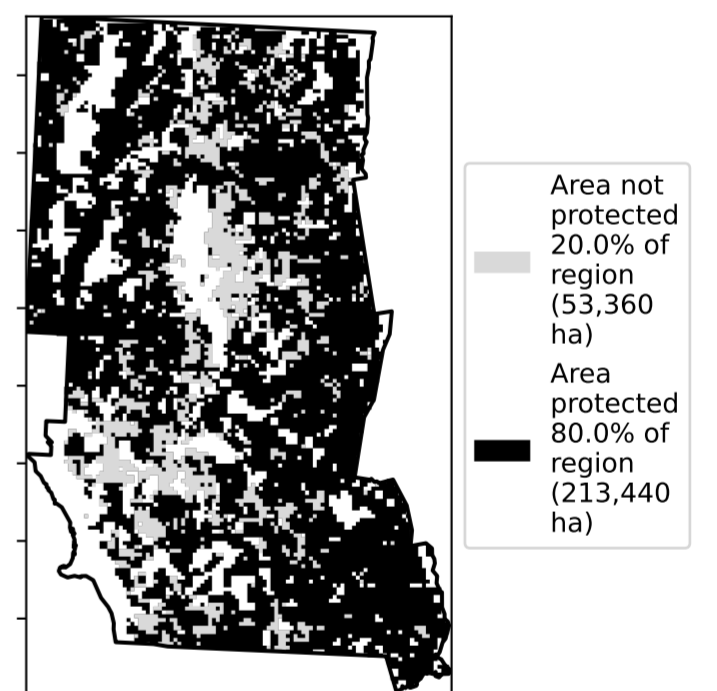 Area not
protected
20.0% of
region
(53,360
ha)
Area
protected
80.0% of
region
(213,440
ha)